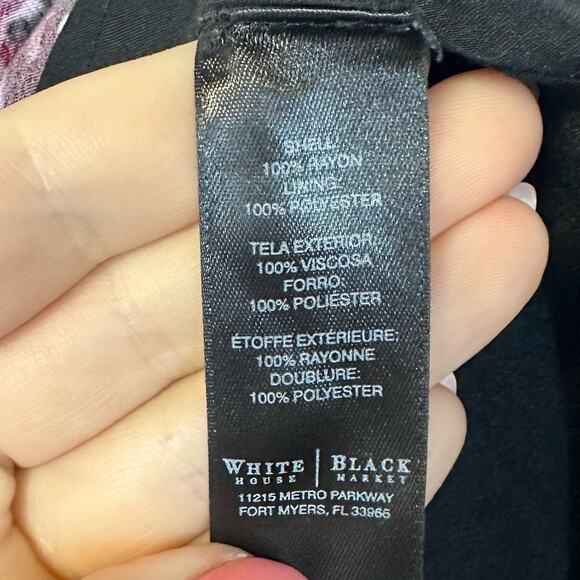 SHELL:
100% RAYON
LINING:
100% POLYESTER
TELA EXTERIOR:
100% VISCOSA
FORRO:
100% POLIESTER
ÉTOFFE EXTÉRIEURE:
100% RAYONNE
DOUBLURE:
100% POLYESTER
WHITE | BLACK
HOUSE MARKET
11215 METRO PARKWAY
FORT MYERS, FL 33966